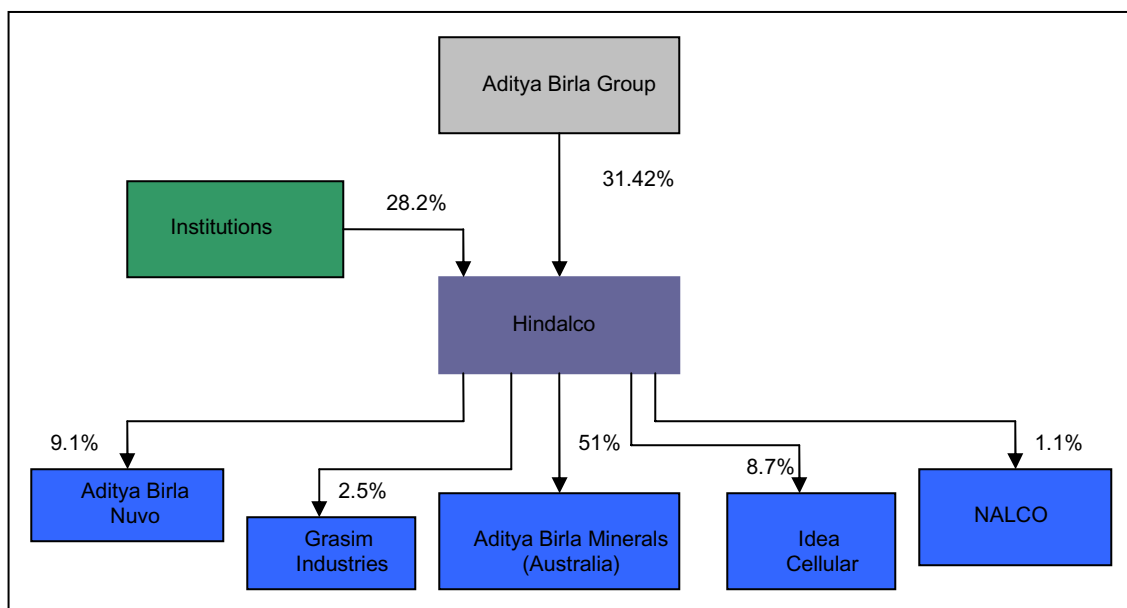 Aditya Birla Group
31.42%
28.2%
Institutions
Hindalco
9.1%
51%
1.1%
8.7%
2.5%
Aditya Birla
Nuvo
Grasim
Industries
Aditya Birla Minerals
(Australia)
Idea
Cellular
NALCO